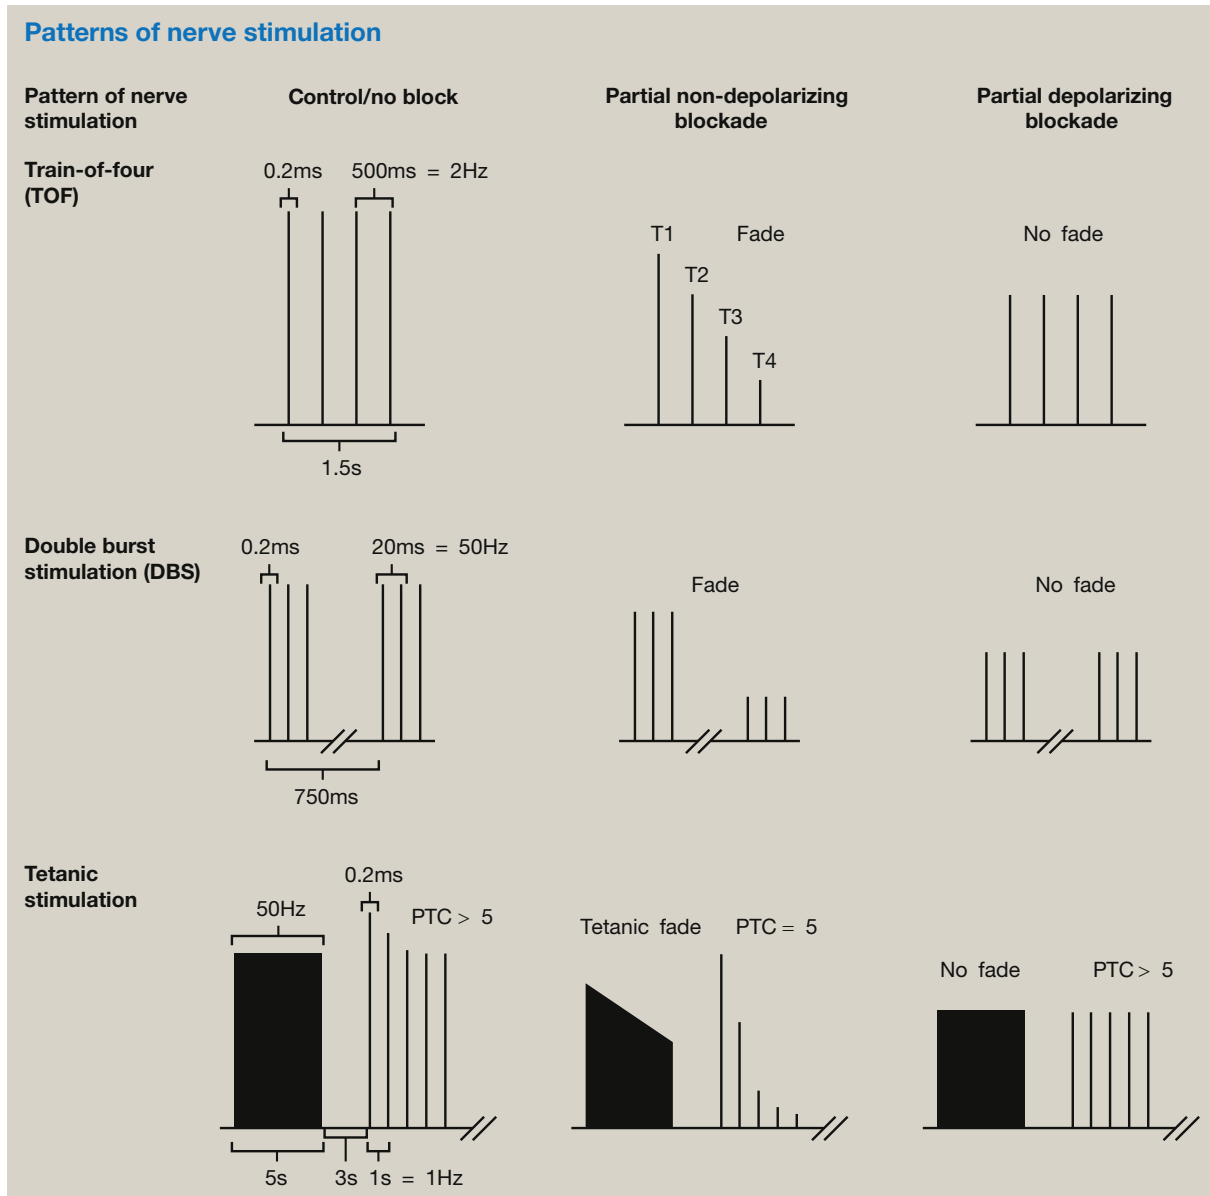 Patterns of nerve stimulation
Pattern of nerve
stimulation
Control/no block
Partial non-depolarizing
blockade
Partial depolarizing
blockade
Train-of-four
(TOF)
0.2ms
500ms = 2Hz
1.5s
T1
Fade
T2
T3
T4
No fade
Double burst
stimulation (DBS)
0.2ms
20ms = 50Hz
750ms
Fade
No fade
Tetanic
stimulation
50Hz
0.2ms
PTC > 5
5s
3s
1s = 1Hz
Tetanic fade
PTC = 5
No fade
PTC > 5